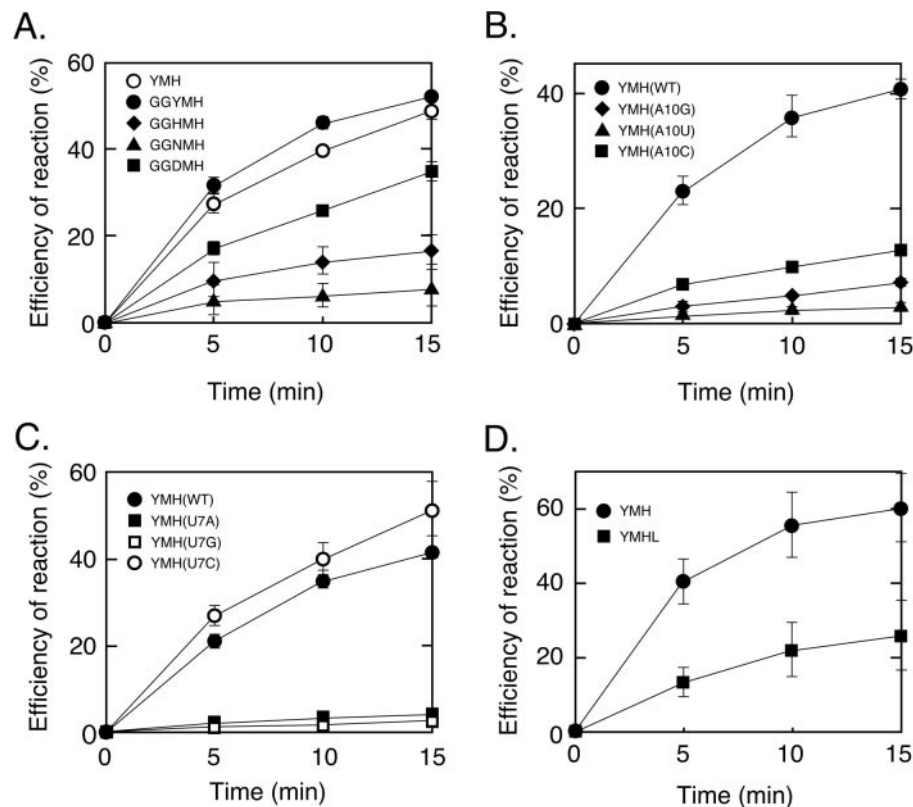 A.
Efficiency of reaction (%)
60
40
20
0
YMH
GGYMH
GGHMH
GGNMH
GGDMH
0 5 10 15
Time (min)
B.
Efficiency of reaction (%)
40
20
0
YMH(WT)
YMH(A10G)
YMH(A10U)
YMH(A10C)
0 5 10 15
Time (min)
C.
Efficiency of reaction (%)
60
40
20
0
YMH(WT)
YMH(U7A)
YMH(U7G)
YMH(U7C)
0 5 10 15
Time (min)
D.
Efficiency of reaction (%)
60
40
20
0
YMH
YMHL
0 5 10 15
Time (min)